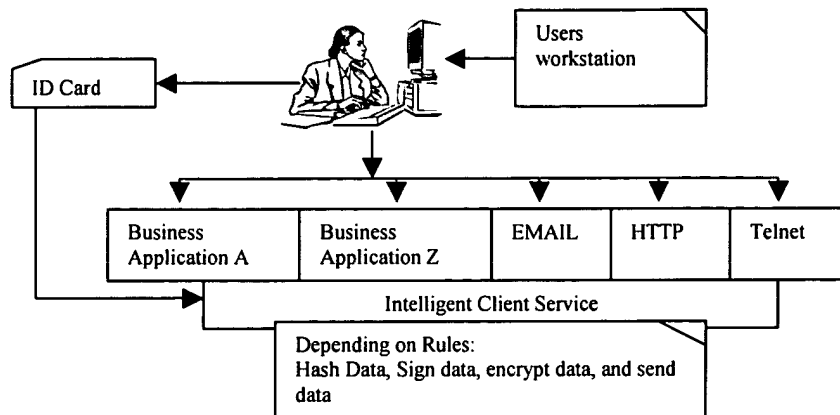 Users
workstation
ID Card
Business
Application A
Business
Application Z
EMAIL
HTTP
Telnet
Intelligent Client Service
Depending on Rules:
Hash Data, Sign data, encrypt data, and send
data